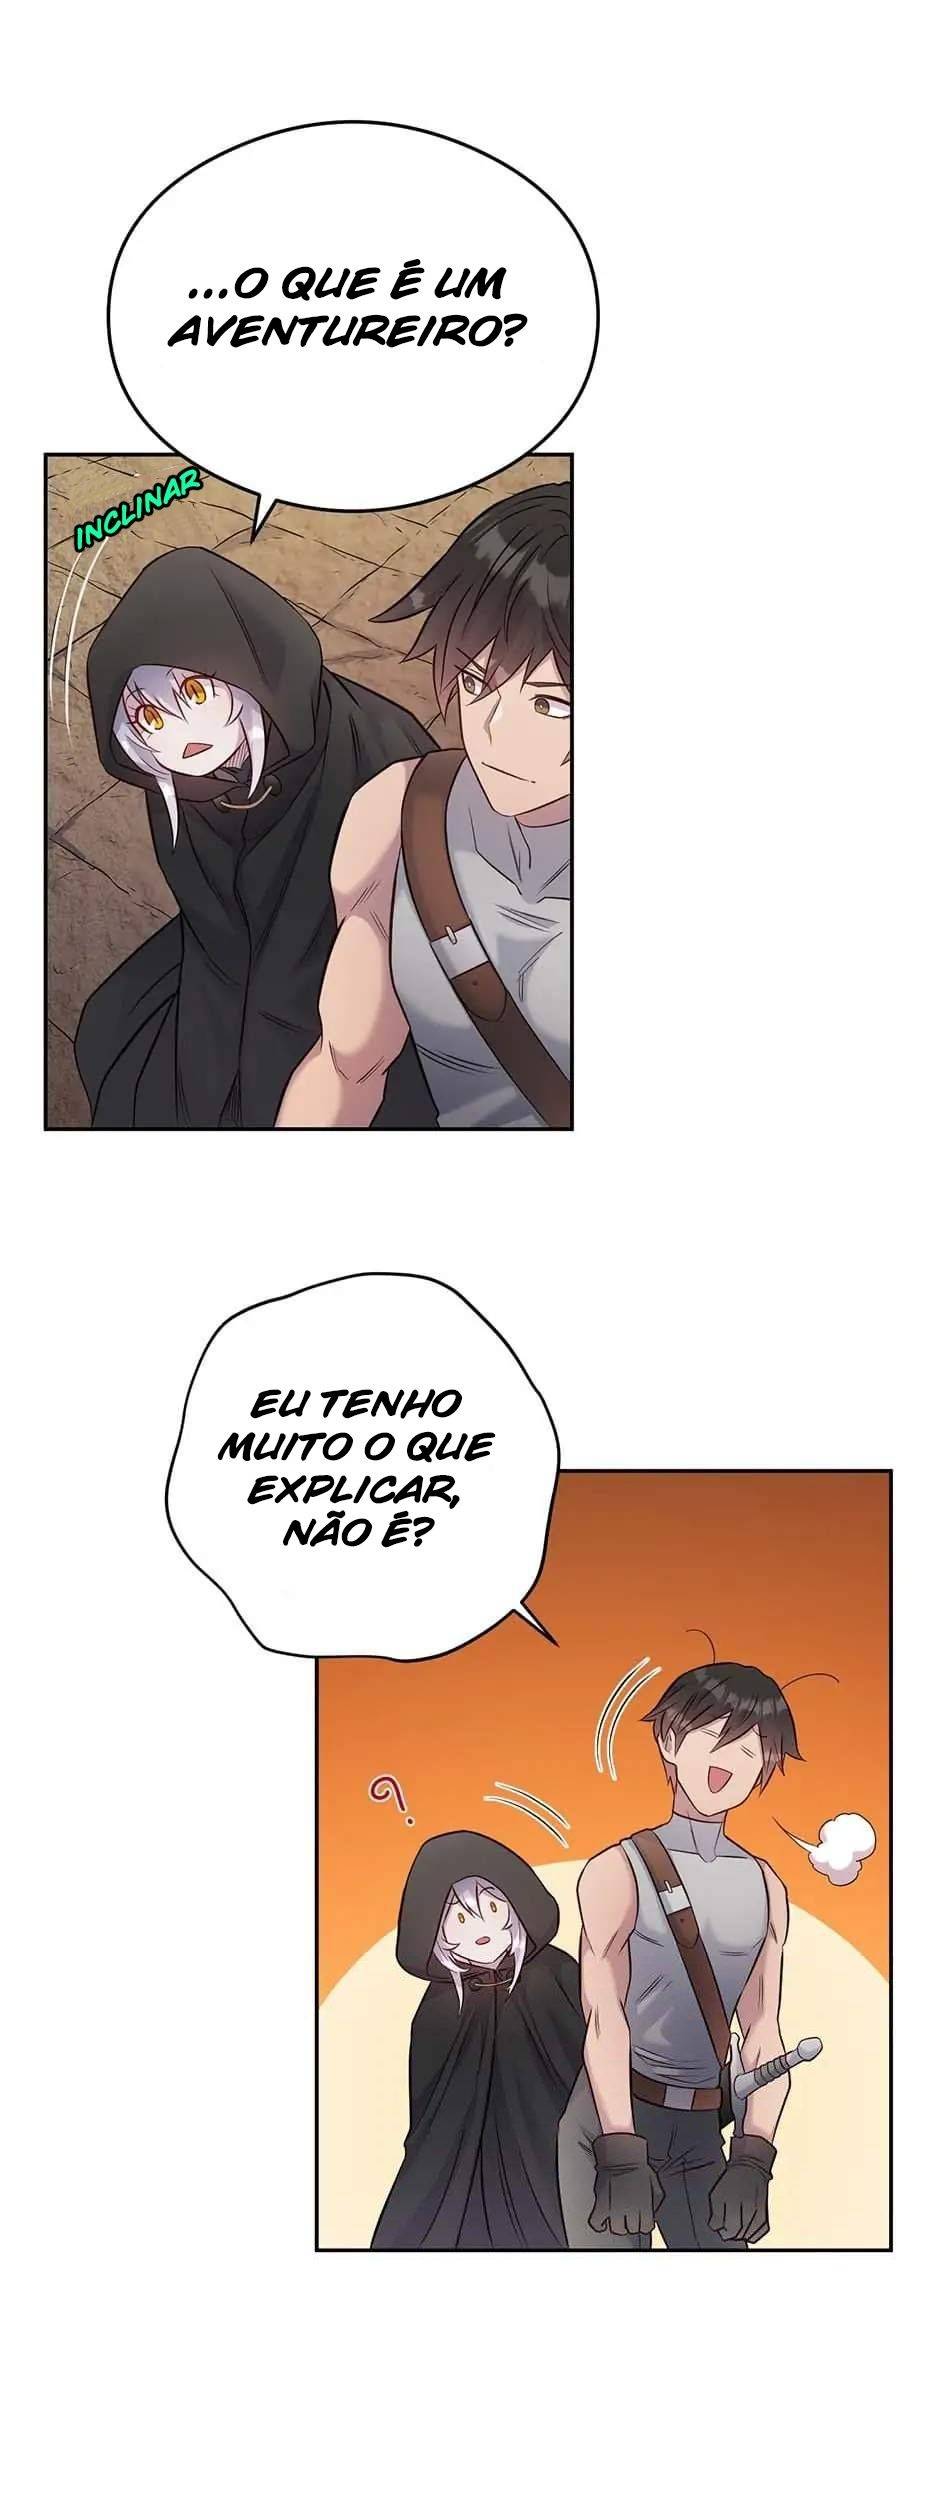 ...O QUE É UM
AVENTUREIRO?
INCLINAR
EU TENHO
MUITO O QUE
EXPLICAR,
NÃO É?
?